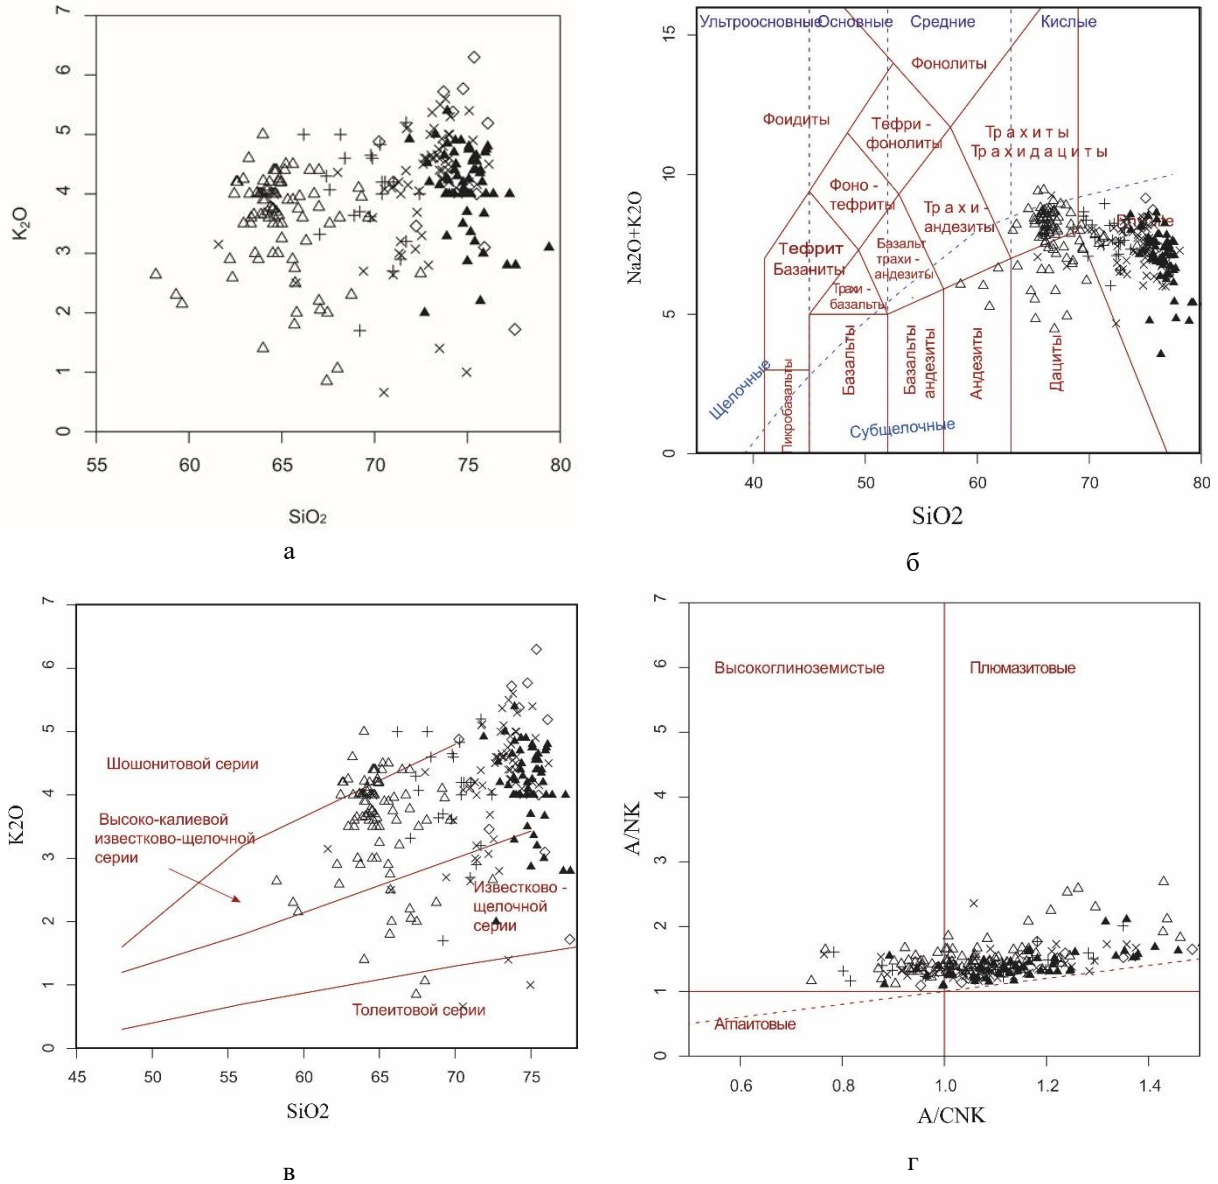 7
6
5
4
3
2
1
0
K2O
55
60
65
70
75
80
SiO2
а
Ультроосновные
Основные
Средние
Кислые
15
10
5
0
Na2O+K2O
Фонолиты
Фоидиты
Тефри -
фонолиты
Трахиты
Трахидациты
Фоно -
тефриты
Трахи -
андезиты
Тефрит
Базаниты
Базальт
трахи -
андезиты
Трахи -
базальты
Щелочные
Пикробазальты
Базальты
Базальты
андезиты
Андезиты
Дациты
Субщелочные
40
50
60
70
80
SiO2
б
7
6
5
4
3
2
1
0
K2O
Шошонитовой серии
Высоко-калиевой
известково-щелочной
серии
Известково -
щелочной
серии
Толеитовой серии
45
50
55
60
65
70
75
SiO2
в
7
6
5
4
3
2
1
0
A/NK
Высокоглиноземистые
Плюмазитовые
Агпаитовые
0.6
0.8
1.0
1.2
1.4
A/CNK
г